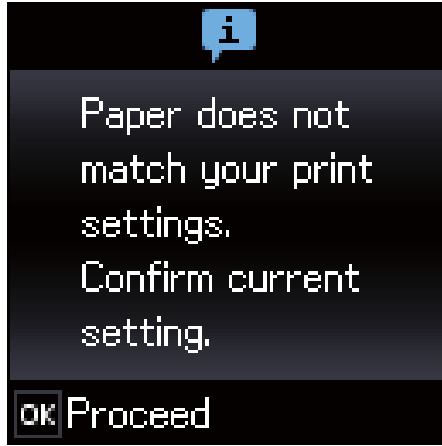 i
Paper does not
match your print
settings.
Confirm current
setting.
OK Proceed